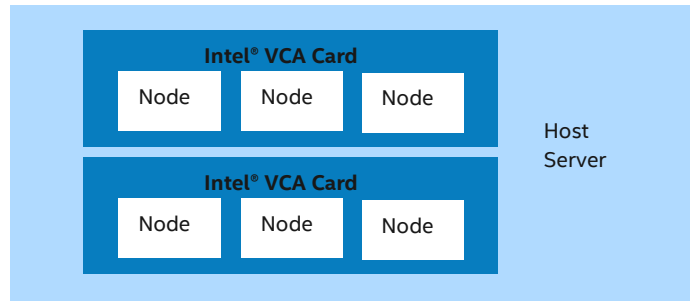 Intel® VCA Card
Node Node Node
Host
Server
Intel® VCA Card
Node Node Node